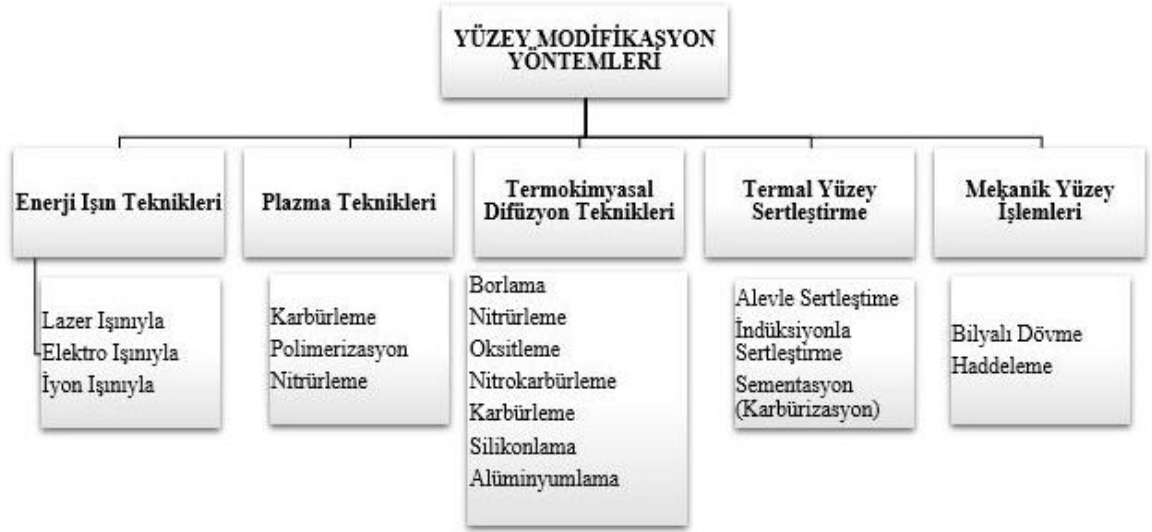 YÜZEY MODİFİKASYON
YÖNTEMLERİ
Enerji Işın Teknikleri
Lazer Işınıyla
Elektro Işınıyla
İyon Işınıyla
Plazma Teknikleri
Karbürleme
Polimerizasyon
Nitrürleme
Termokimyasal
Difüzyon Teknikleri
Borlama
Nitrürleme
Oksitleme
Nitrokarbürleme
Karbürleme
Silikonlama
Alüminyumlama
Termal Yüzey
Sertleştirme
Alevle Sertleştime
İndüksiyonla
Sertleştirme
Sementasyon
(Karbürizasyon)
Mekanik Yüzey
İşlemleri
Bilyalı Dövme
Haddeleme